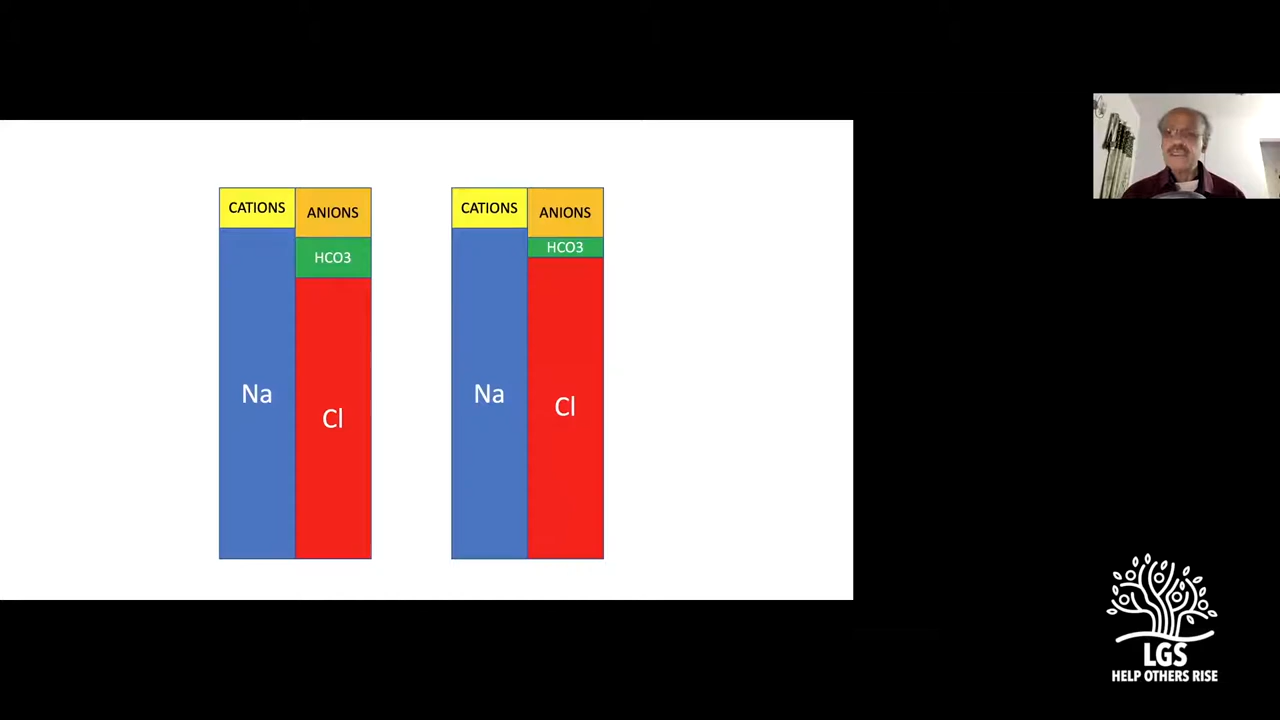 CATIONS
ANIONS
HCO3
Na
Cl
CATIONS
ANIONS
HCO3
Na
Cl
LGS
HELP OTHERS RISE